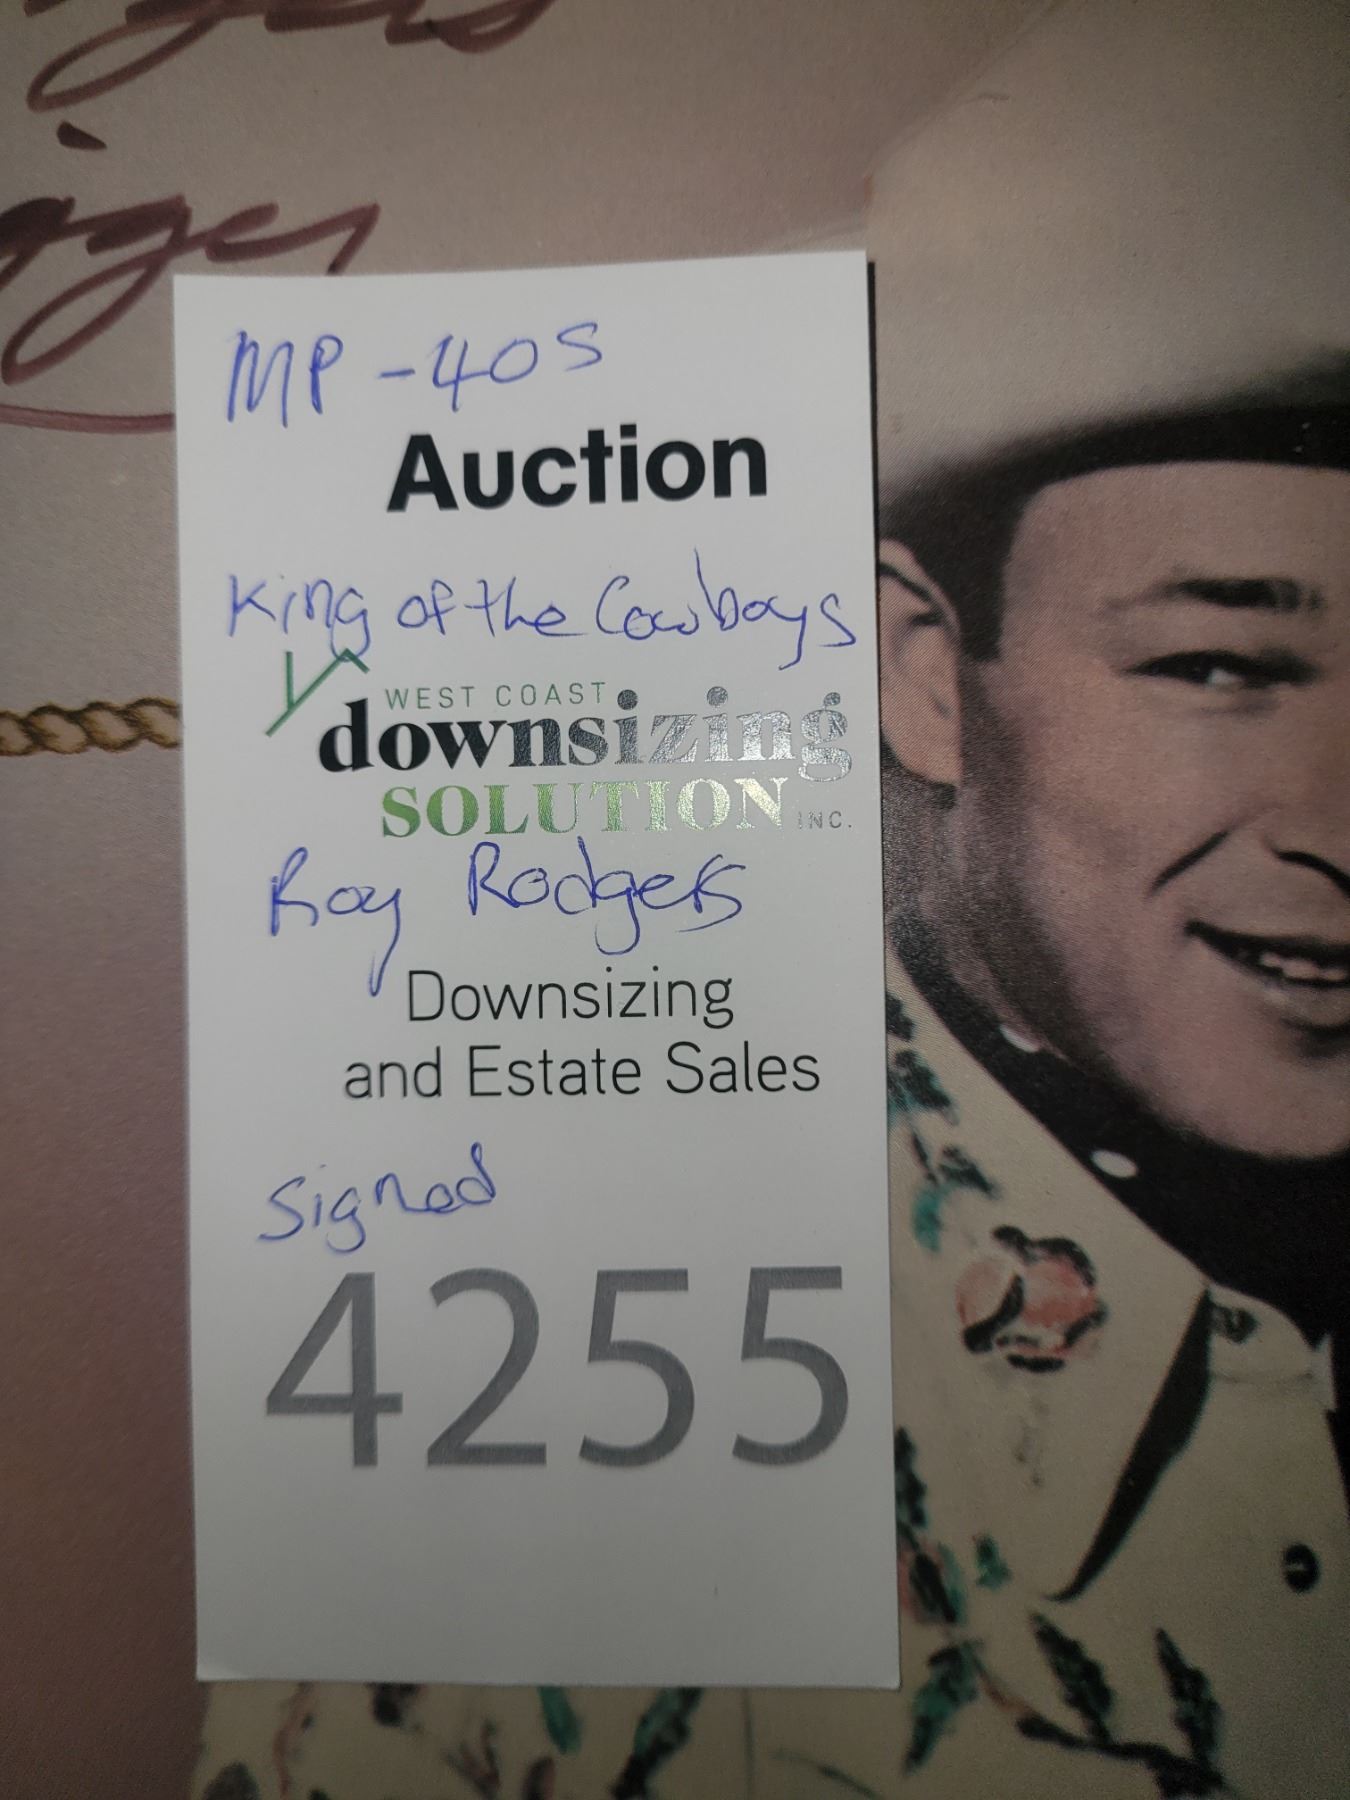 MP - 40s
Auction
King of the Cowboys
WEST COAST
downsizing
SOLUTION INC.
Roy Rodgers
Downsizing
and Estate Sales
Signed
4255